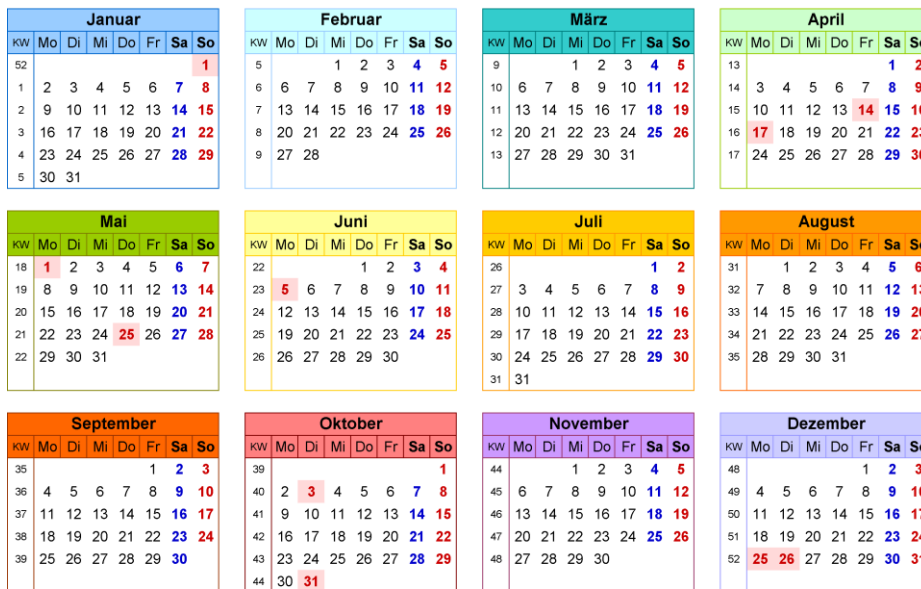 Januar
KW Mo Di Mi Do Fr Sa So
52 1
1 2 3 4 5 6 7 8
2 9 10 11 12 13 14 15
3 16 17 18 19 20 21 22
4 23 24 25 26 27 28 29
5 30 31
Februar
KW Mo Di Mi Do Fr Sa So
5 1 2 3 4 5
6 6 7 8 9 10 11 12
7 13 14 15 16 17 18 19
8 20 21 22 23 24 25 26
9 27 28
März
KW Mo Di Mi Do Fr Sa So
9 1 2 3 4 5
10 6 7 8 9 10 11 12
11 13 14 15 16 17 18 19
12 20 21 22 23 24 25 26
13 27 28 29 30 31
April
KW Mo Di Mi Do Fr Sa So
13 1 2
14 3 4 5 6 7 8 9
15 10 11 12 13 14 15 16
16 17 18 19 20 21 22 23
17 24 25 26 27 28 29 30
Mai
KW Mo Di Mi Do Fr Sa So
18 1 2 3 4 5 6 7
19 8 9 10 11 12 13 14
20 15 16 17 18 19 20 21
21 22 23 24 25 26 27 28
22 29 30 31
Juni
KW Mo Di Mi Do Fr Sa So
22 1 2 3 4
23 5 6 7 8 9 10 11
24 12 13 14 15 16 17 18
25 19 20 21 22 23 24 25
26 26 27 28 29 30
Juli
KW Mo Di Mi Do Fr Sa So
26 1 2
27 3 4 5 6 7 8 9
28 10 11 12 13 14 15 16
29 17 18 19 20 21 22 23
30 24 25 26 27 28 29 30
31 31
August
KW Mo Di Mi Do Fr Sa So
31 1 2 3 4 5 6
32 7 8 9 10 11 12 13
33 14 15 16 17 18 19 20
34 21 22 23 24 25 26 27
35 28 29 30 31
September
KW Mo Di Mi Do Fr Sa So
35 1 2 3
36 4 5 6 7 8 9 10
37 11 12 13 14 15 16 17
38 18 19 20 21 22 23 24
39 25 26 27 28 29 30
Oktober
KW Mo Di Mi Do Fr Sa So
39 1
40 2 3 4 5 6 7 8
41 9 10 11 12 13 14 15
42 16 17 18 19 20 21 22
43 23 24 25 26 27 28 29
44 30 31
November
KW Mo Di Mi Do Fr Sa So
44 1 2 3 4 5
45 6 7 8 9 10 11 12
46 13 14 15 16 17 18 19
47 20 21 22 23 24 25 26
48 27 28 29 30
Dezember
KW Mo Di Mi Do Fr Sa So
48 1 2 3
49 4 5 6 7 8 9 10
50 11 12 13 14 15 16 17
51 18 19 20 21 22 23 24
52 25 26 27 28 29 30 31